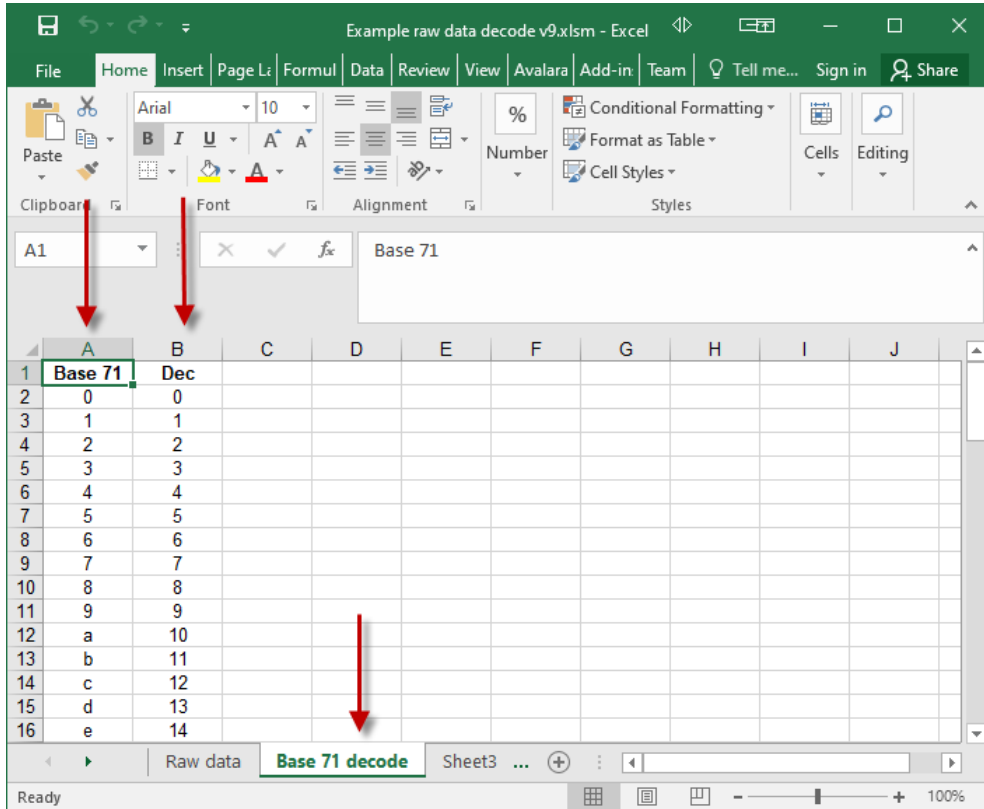 Example raw data decode v9.xlsm - Excel
File Home Insert Page La Formul Data Review View Avalara Add-in Team Tell me... Sign in Share
Paste
Clipboard
Arial 10
B I U A A
A
Font
Alignment
%
Number
Conditional Formatting
Format as Table
Cell Styles
Styles
Cells
Editing
A1 fx Base 71
A B C D E F G H I J
1 Base 71 Dec
2 0 0
3 1 1
4 2 2
5 3 3
6 4 4
7 5 5
8 6 6
9 7 7
10 8 8
11 9 9
12 a 10
13 b 11
14 c 12
15 d 13
16 e 14
Raw data Base 71 decode Sheet3 ...
Ready 100%